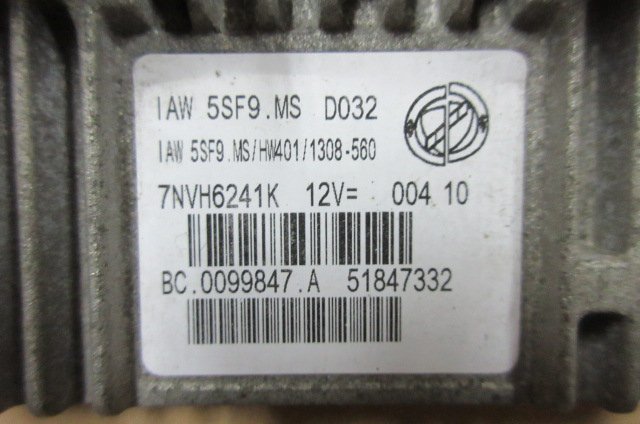 IAW 5SF9.MS D032
IAW 5SF9.MS/HW401/1308-560
7NVH6241K 12V= 004 10
BC.0099847.A 51847332